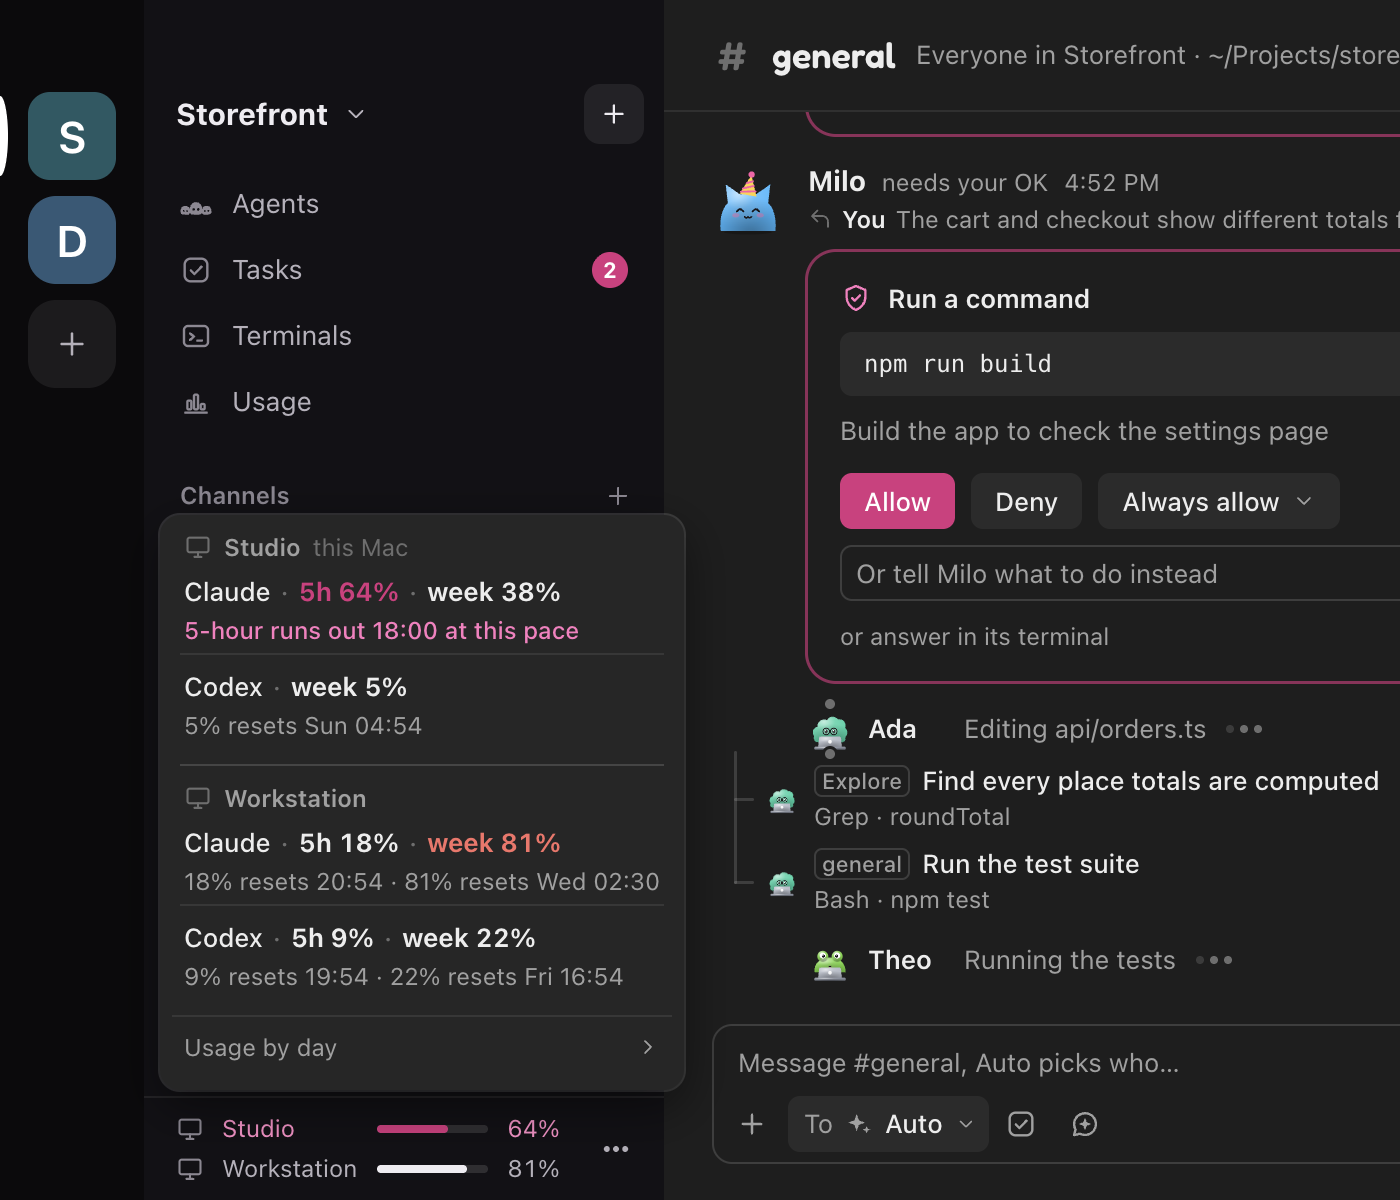 S
D
Storefront
Agents
Tasks 2
Terminals
Usage
Channels
Studio this Mac
Claude · 5h 64% · week 38%
5-hour runs out 18:00 at this pace
Codex · week 5%
5% resets Sun 04:54
Workstation
Claude · 5h 18% · week 81%
18% resets 20:54 · 81% resets Wed 02:30
Codex · 5h 9% · week 22%
9% resets 19:54 · 22% resets Fri 16:54
Usage by day
Studio 64%
Workstation 81%
# general Everyone in Storefront · ~/Projects/store
Milo needs your OK 4:52 PM
You The cart and checkout show different totals
Run a command
npm run build
Build the app to check the settings page
Allow Deny Always allow
Or tell Milo what to do instead
or answer in its terminal
Ada Editing api/orders.ts
Explore Find every place totals are computed
Grep · roundTotal
general Run the test suite
Bash · npm test
Theo Running the tests
Message #general, Auto picks who…
To Auto